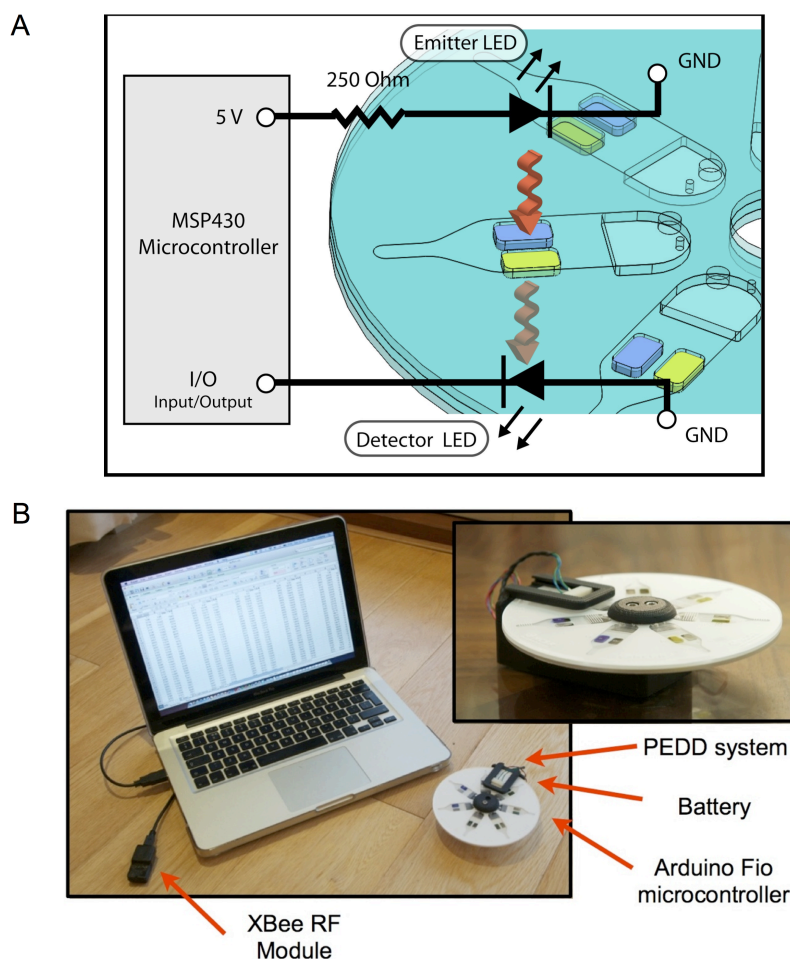 A
Emitter LED
GND
250 Ohm
5 V
MSP430
Microcontroller
I/O
Input/Output
Detector LED
GND
B
PEDD system
Battery
Arduino Fio
microcontroller
XBee RF
Module